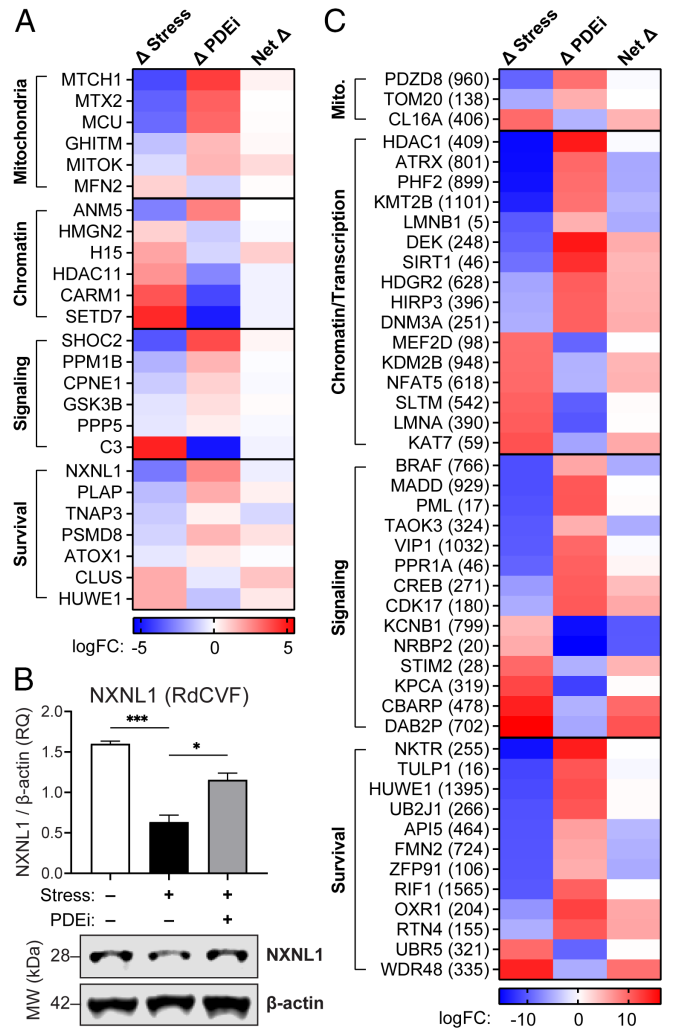 A
Δ Stress
Δ PDEi
Net Δ
Mitochondria
MTCH1
MTX2
MCU
GHITM
MITOK
MFN2
Chromatin
ANM5
HMGN2
H15
HDAC11
CARM1
SETD7
Signaling
SHOC2
PPM1B
CPNE1
GSK3B
PPP5
C3
Survival
NXNL1
PLAP
TNAP3
PSMD8
ATOX1
CLUS
HUWE1
logFC: -5 0 5
B
NXNL1 (RdCVF)
NXNL1 / β-actin (RQ)
2.0
1.5
1.0
0.5
0.0
***
*
Stress: – + +
PDEi: – – +
MW (kDa)
28– NXNL1
42– β-actin
C
Δ Stress
Δ PDEi
Net Δ
Mito.
PDZD8 (960)
TOM20 (138)
CL16A (406)
Chromatin/Transcription
HDAC1 (409)
ATRX (801)
PHF2 (899)
KMT2B (1101)
LMNB1 (5)
DEK (248)
SIRT1 (46)
HDGR2 (628)
HIRP3 (396)
DNM3A (251)
MEF2D (98)
KDM2B (948)
NFAT5 (618)
SLTM (542)
LMNA (390)
KAT7 (59)
Signaling
BRAF (766)
MADD (929)
PML (17)
TAOK3 (324)
VIP1 (1032)
PPR1A (46)
CREB (271)
CDK17 (180)
KCNB1 (799)
NRBP2 (20)
STIM2 (28)
KPCA (319)
CBARP (478)
DAB2P (702)
Survival
NKTR (255)
TULP1 (16)
HUWE1 (1395)
UB2J1 (266)
API5 (464)
FMN2 (724)
ZFP91 (106)
RIF1 (1565)
OXR1 (204)
RTN4 (155)
UBR5 (321)
WDR48 (335)
logFC: -10 0 10